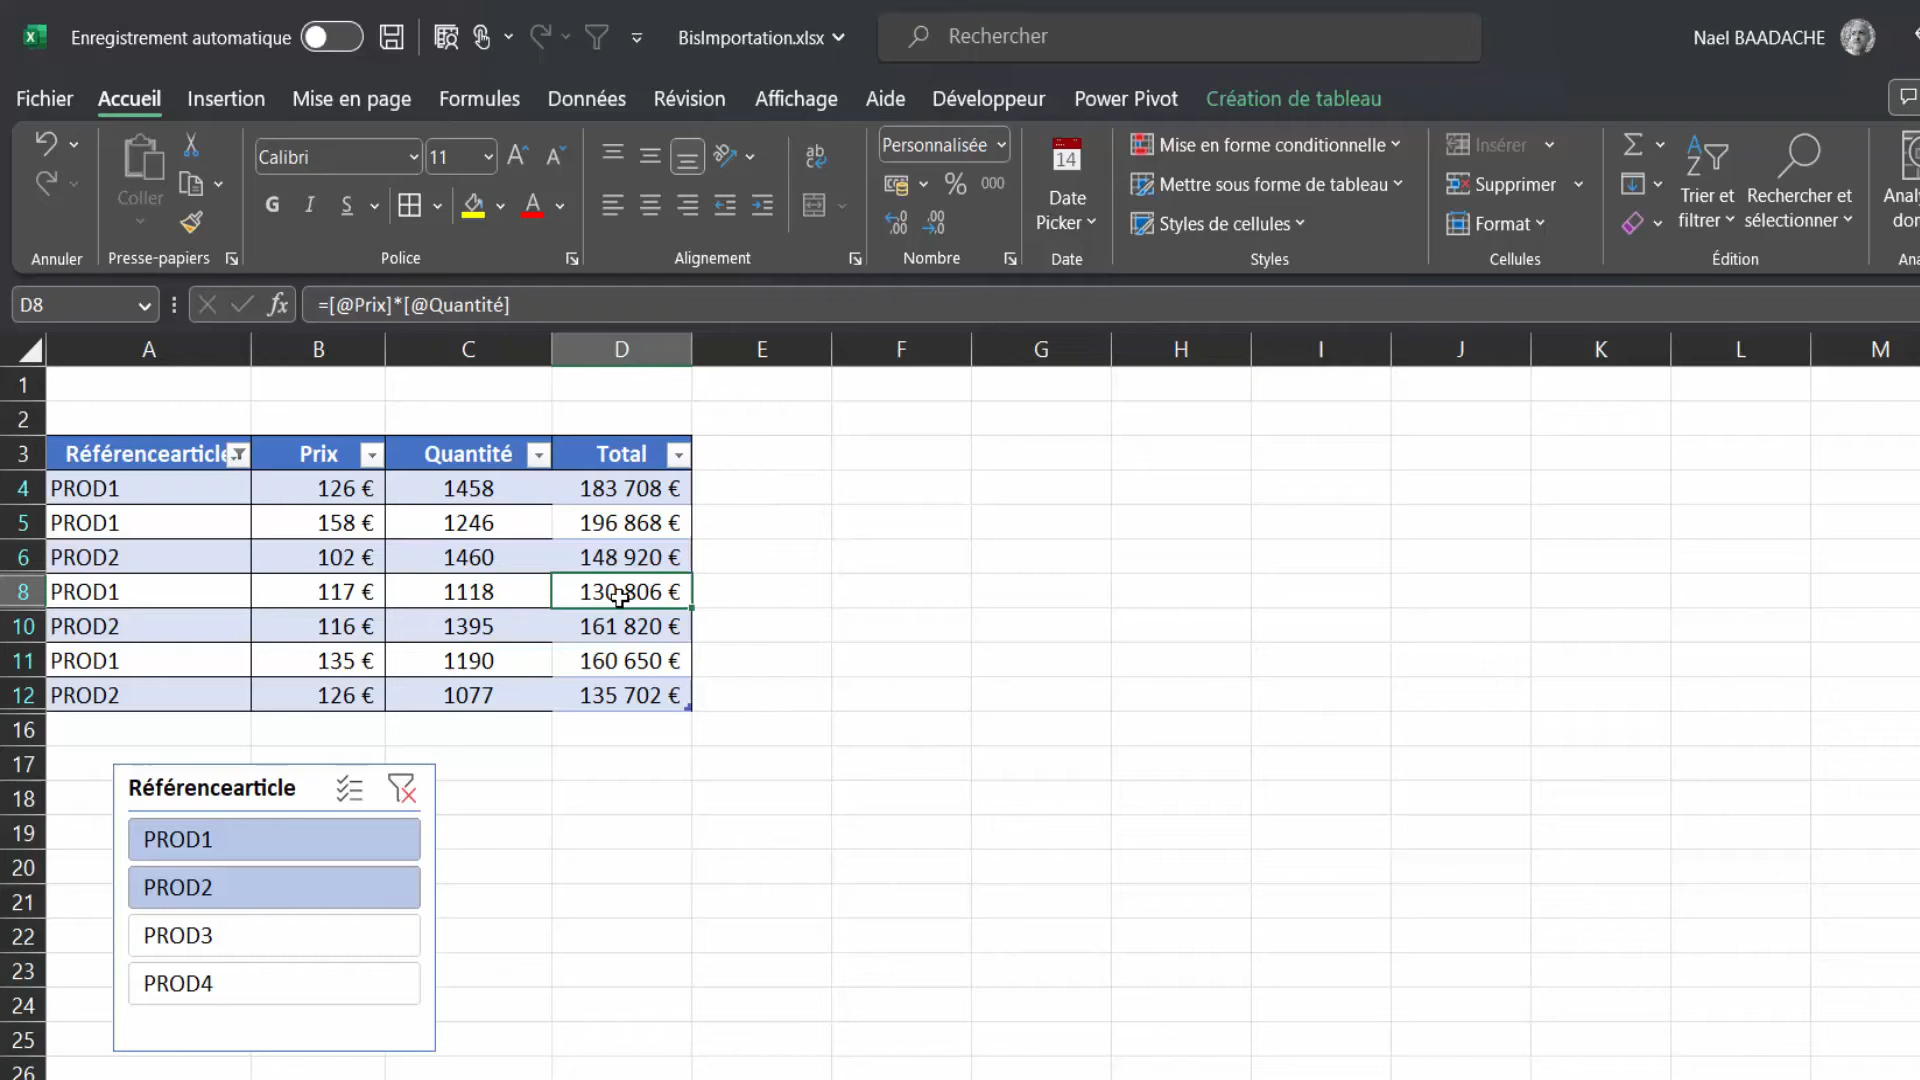 Enregistrement automatique BisImportation.xlsx Rechercher Nael BAADACHE
Fichier Accueil Insertion Mise en page Formules Données Révision Affichage Aide Développeur Power Pivot Création de tableau
Coller
Calibri 11
G I S A
ab
Personnalisée
% 000
14
Date
Picker
Mise en forme conditionnelle
Mettre sous forme de tableau
Styles de cellules
Insérer
Supprimer
Format
Trier et
filtrer
Rechercher et
sélectionner
Annuler Presse-papiers Police Alignement Nombre Date Styles Cellules Édition
D8 fx =[@Prix]*[@Quantité]
A B C D E F G H I J K L M
1
2
3 Référencearticle Prix Quantité Total
4 PROD1 126 € 1458 183 708 €
5 PROD1 158 € 1246 196 868 €
6 PROD2 102 € 1460 148 920 €
8 PROD1 117 € 1118 130 806 €
10 PROD2 116 € 1395 161 820 €
11 PROD1 135 € 1190 160 650 €
12 PROD2 126 € 1077 135 702 €
16
17
18
19
20
21
22
23
24
25
26
Référencearticle
PROD1
PROD2
PROD3
PROD4